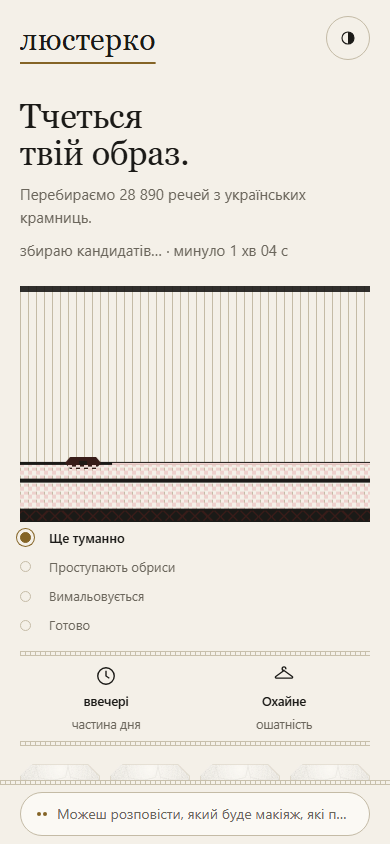 люстерко
Тчеться
твій образ.
Перебираємо 28 890 речей з українських
крамниць.
збираю кандидатів... · минуло 1 хв 04 с
Ще туманно
Проступають обриси
Вимальовується
Готово
ввечері
частина дня
Охайне
ошатність
Можеш розповісти, який буде макіяж, які п...